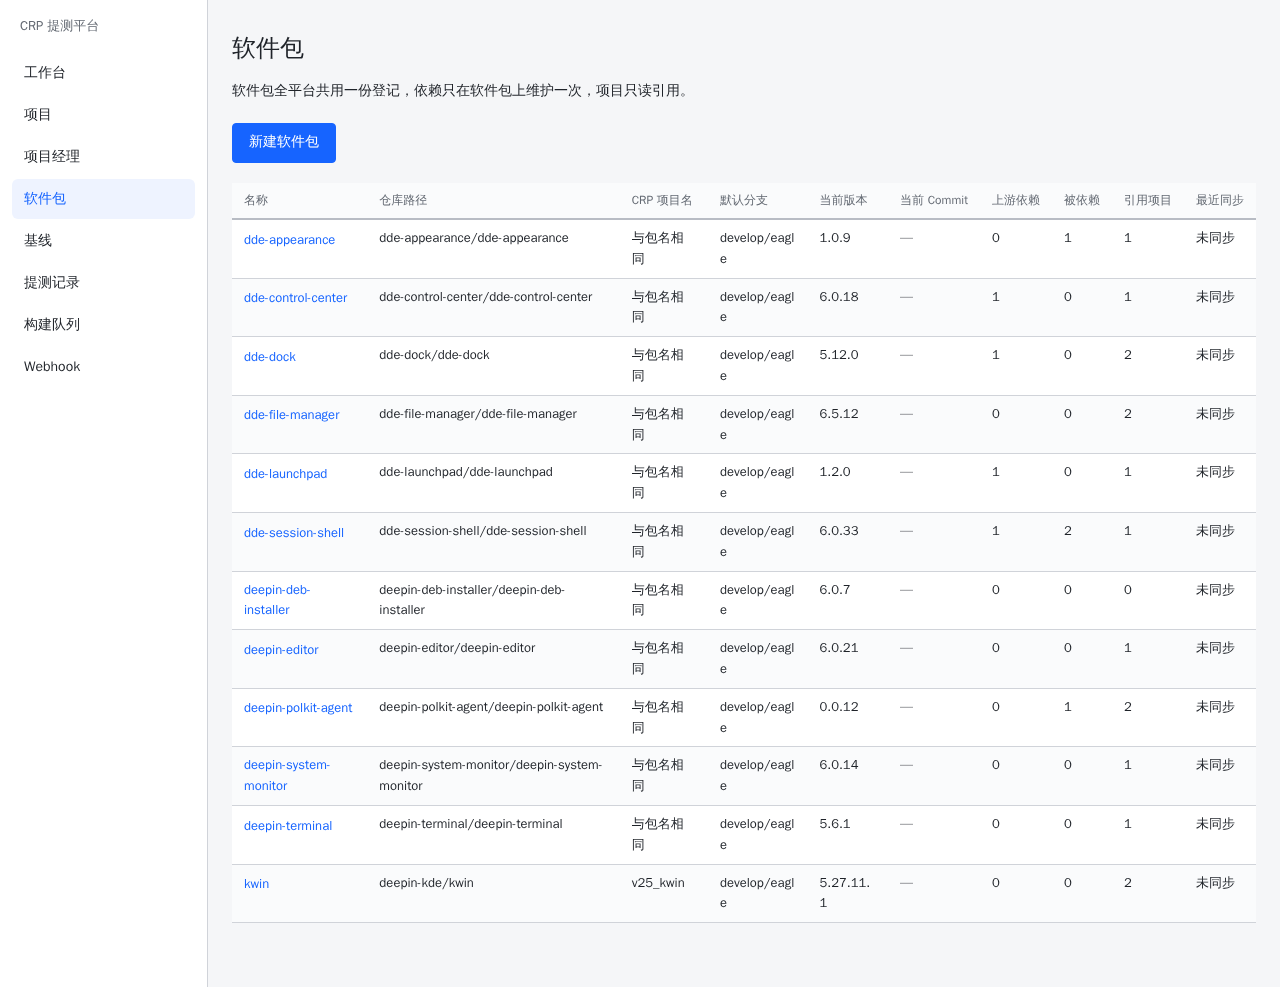 CRP 提测平台
工作台
项目
项目经理
软件包
基线
提测记录
构建队列
Webhook
软件包
软件包全平台共用一份登记，依赖只在软件包上维护一次，项目只读引用。
新建软件包
名称 仓库路径 CRP 项目名 默认分支 当前版本 当前 Commit 上游依赖 被依赖 引用项目 最近同步
dde-appearance dde-appearance/dde-appearance 与包名相 develop/eagl 1.0.9 — 0 1 1 未同步
同 e
dde-control-center dde-control-center/dde-control-center 与包名相 develop/eagl 6.0.18 — 1 0 1 未同步
同 e
dde-dock dde-dock/dde-dock 与包名相 develop/eagl 5.12.0 — 1 0 2 未同步
同 e
dde-file-manager dde-file-manager/dde-file-manager 与包名相 develop/eagl 6.5.12 — 0 0 2 未同步
同 e
dde-launchpad dde-launchpad/dde-launchpad 与包名相 develop/eagl 1.2.0 — 1 0 1 未同步
同 e
dde-session-shell dde-session-shell/dde-session-shell 与包名相 develop/eagl 6.0.33 — 1 2 1 未同步
同 e
deepin-deb- deepin-deb-installer/deepin-deb- 与包名相 develop/eagl 6.0.7 — 0 0 0 未同步
installer installer 同 e
deepin-editor deepin-editor/deepin-editor 与包名相 develop/eagl 6.0.21 — 0 0 1 未同步
同 e
deepin-polkit-agent deepin-polkit-agent/deepin-polkit-agent 与包名相 develop/eagl 0.0.12 — 0 1 2 未同步
同 e
deepin-system- deepin-system-monitor/deepin-system- 与包名相 develop/eagl 6.0.14 — 0 0 1 未同步
monitor monitor 同 e
deepin-terminal deepin-terminal/deepin-terminal 与包名相 develop/eagl 5.6.1 — 0 0 1 未同步
同 e
kwin deepin-kde/kwin v25_kwin develop/eagl 5.27.11. — 0 0 2 未同步
e 1